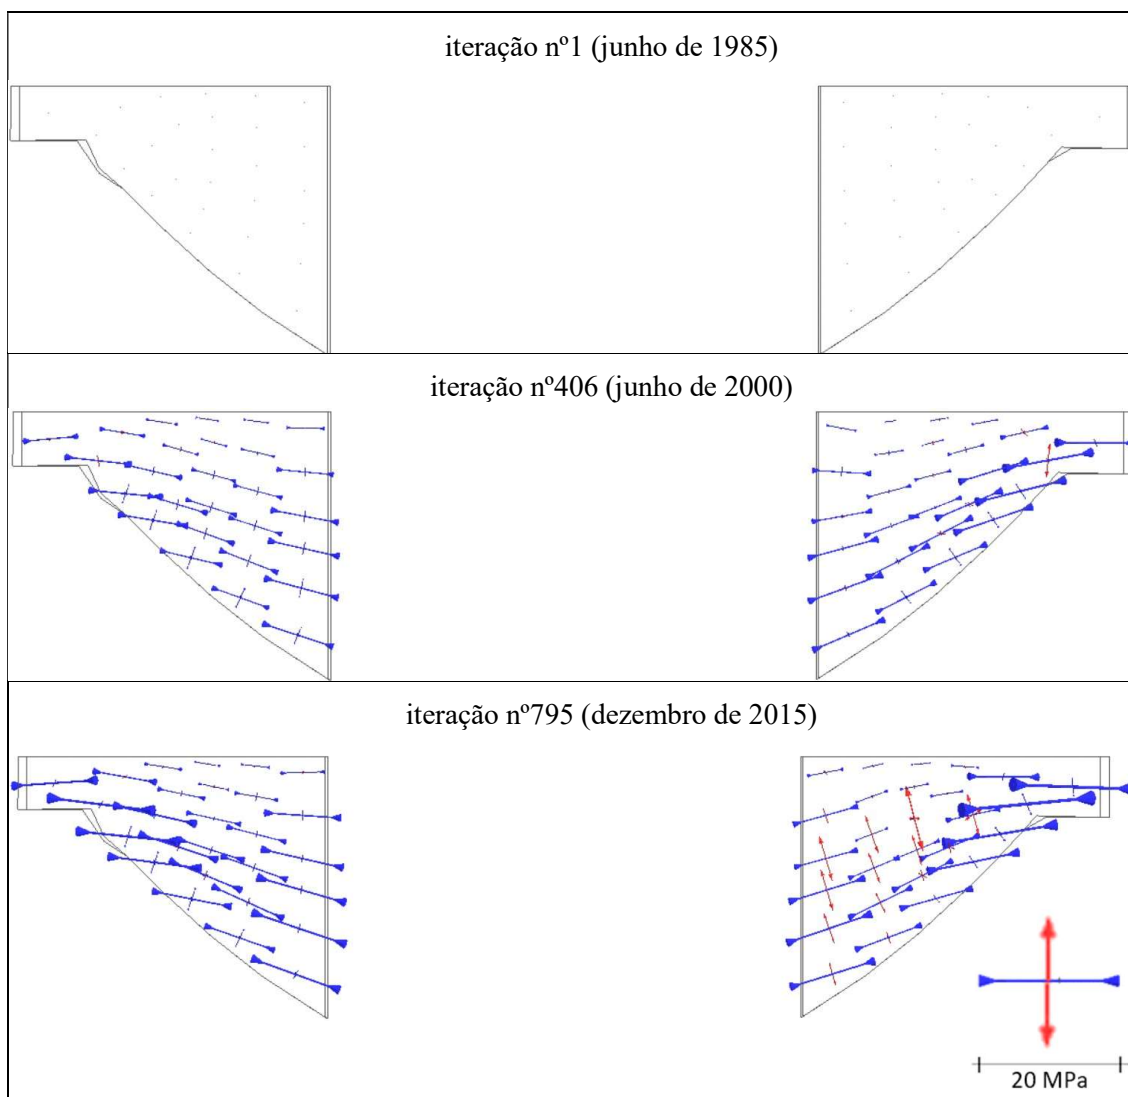 iteração nº1 (junho de 1985)
iteração nº406 (junho de 2000)
iteração nº795 (dezembro de 2015)
20 MPa